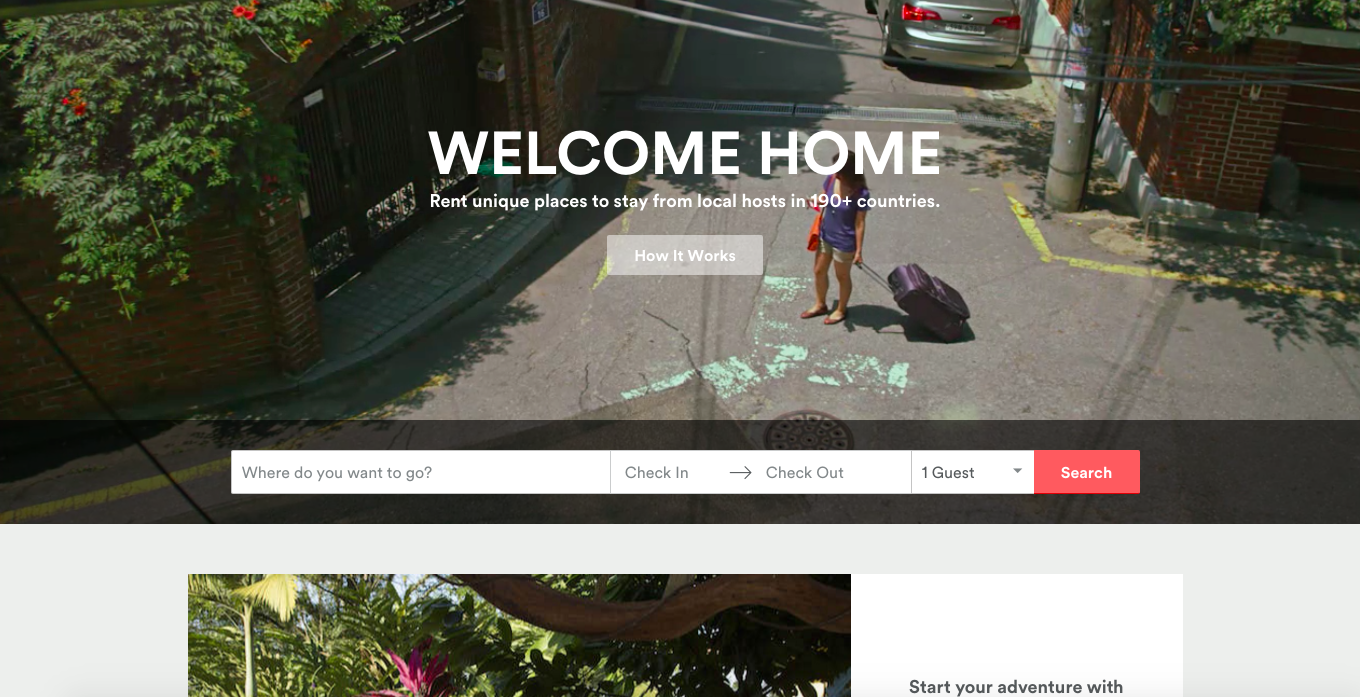 WELCOME HOME
Rent unique places to stay from local hosts in 190+ countries.
How It Works
Where do you want to go?
Check In → Check Out
1 Guest
Search
Start your adventure with